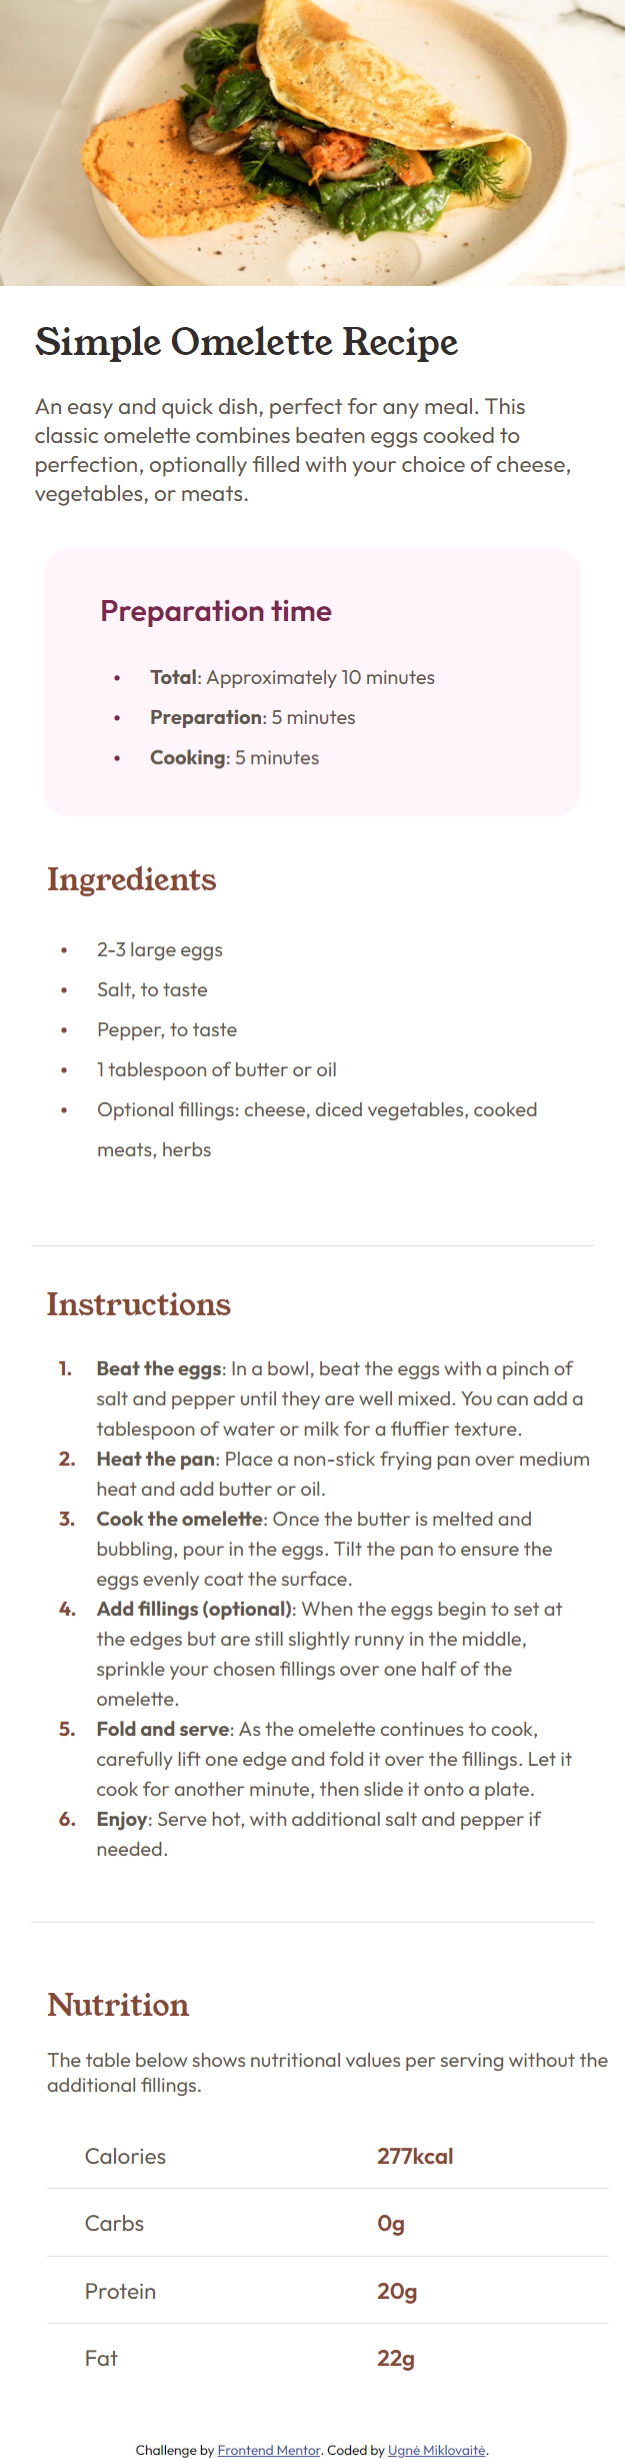 Simple Omelette Recipe
An easy and quick dish, perfect for any meal. This
classic omelette combines beaten eggs cooked to
perfection, optionally filled with your choice of cheese,
vegetables, or meats.
Preparation time
• Total: Approximately 10 minutes
• Preparation: 5 minutes
• Cooking: 5 minutes
Ingredients
• 2-3 large eggs
• Salt, to taste
• Pepper, to taste
• 1 tablespoon of butter or oil
• Optional fillings: cheese, diced vegetables, cooked
meats, herbs
Instructions
1. Beat the eggs: In a bowl, beat the eggs with a pinch of
salt and pepper until they are well mixed. You can add a
tablespoon of water or milk for a fluffier texture.
2. Heat the pan: Place a non-stick frying pan over medium
heat and add butter or oil.
3. Cook the omelette: Once the butter is melted and
bubbling, pour in the eggs. Tilt the pan to ensure the
eggs evenly coat the surface.
4. Add fillings (optional): When the eggs begin to set at
the edges but are still slightly runny in the middle,
sprinkle your chosen fillings over one half of the
omelette.
5. Fold and serve: As the omelette continues to cook,
carefully lift one edge and fold it over the fillings. Let it
cook for another minute, then slide it onto a plate.
6. Enjoy: Serve hot, with additional salt and pepper if
needed.
Nutrition
The table below shows nutritional values per serving without the
additional fillings.
Calories 277kcal
Carbs 0g
Protein 20g
Fat 22g
Challenge by Frontend Mentor. Coded by Ugnė Miklovaitė.